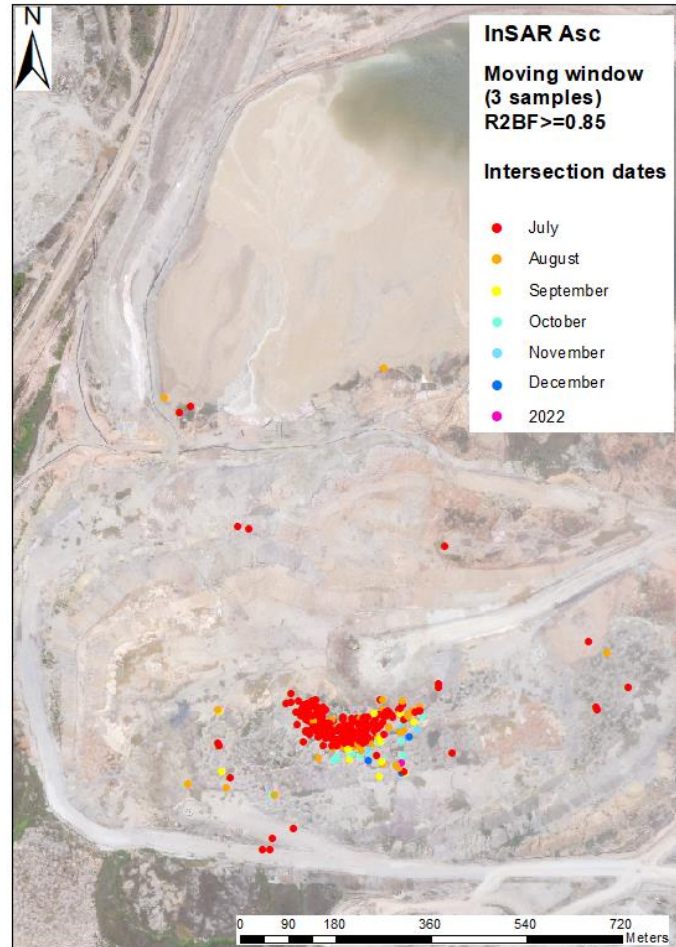 N
InSAR Asc
Moving window
(3 samples)
R2BF>=0.85
Intersection dates
July
August
September
October
November
December
2022
0 90 180 360 540 720
Meters